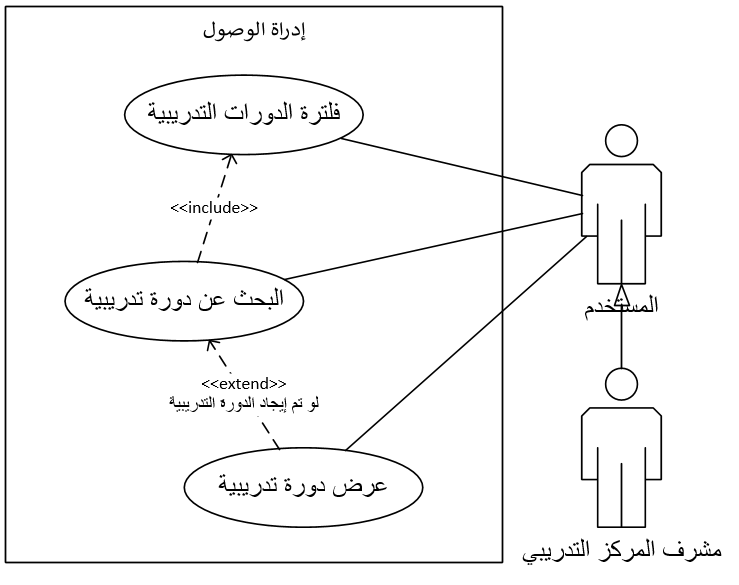 إدراة الوصول
فلترة الدورات التدريبية
<<include>>
البحث عن دورة تدريبية
المستخدم
<<extend>>
لو تم إيجاد الدورة التدريبية
عرض دورة تدريبية
مشرف المركز التدريبي